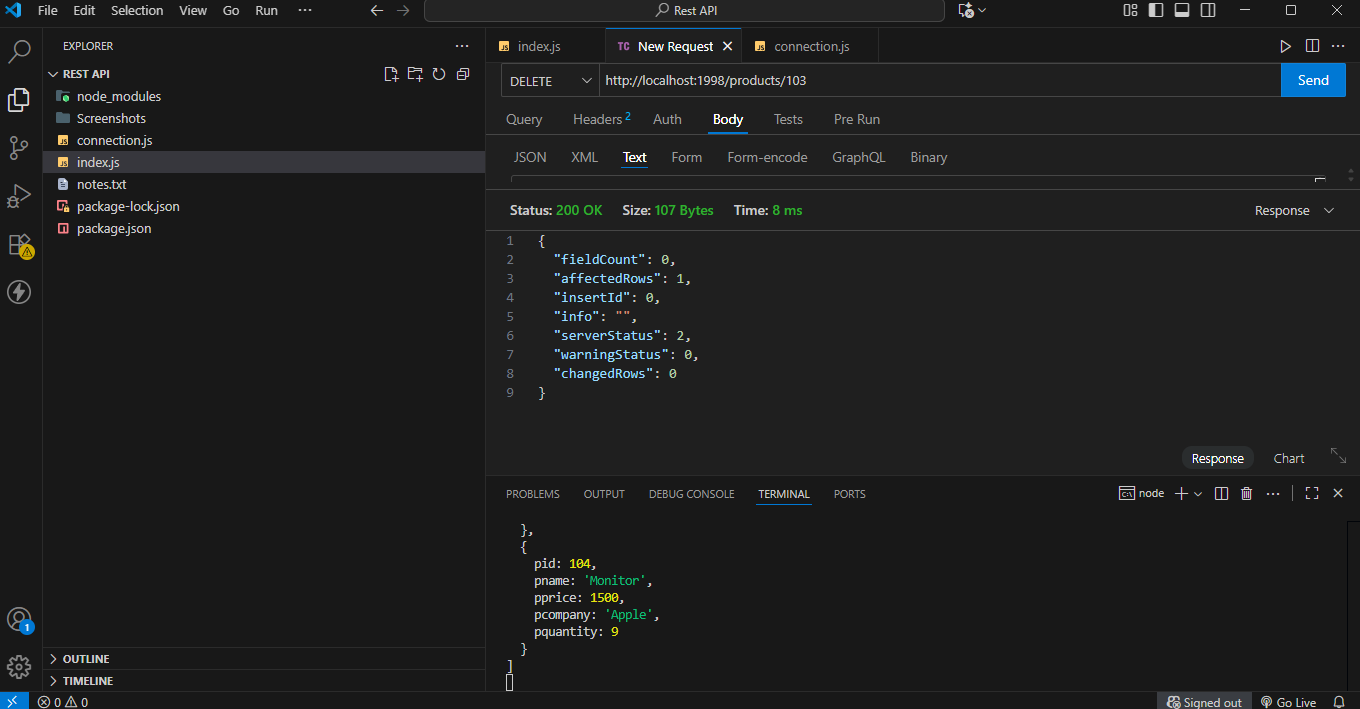 File Edit Selection View Go Run ··· Rest API
EXPLORER ···
REST API
node_modules
Screenshots
connection.js
index.js
notes.txt
package-lock.json
package.json
OUTLINE
TIMELINE
1
index.js TC New Request connection.js
DELETE http://localhost:1998/products/103 Send
Query Headers 2 Auth Body Tests Pre Run
JSON XML Text Form Form-encode GraphQL Binary
Status: 200 OK Size: 107 Bytes Time: 8 ms Response
1 {
2 "fieldCount": 0,
3 "affectedRows": 1,
4 "insertId": 0,
5 "info": "",
6 "serverStatus": 2,
7 "warningStatus": 0,
8 "changedRows": 0
9 }
Response Chart
PROBLEMS OUTPUT DEBUG CONSOLE TERMINAL PORTS node
},
{
pid: 104,
pname: 'Monitor',
pprice: 1500,
pcompany: 'Apple',
pquantity: 9
}
]
0 0 Signed out Go Live